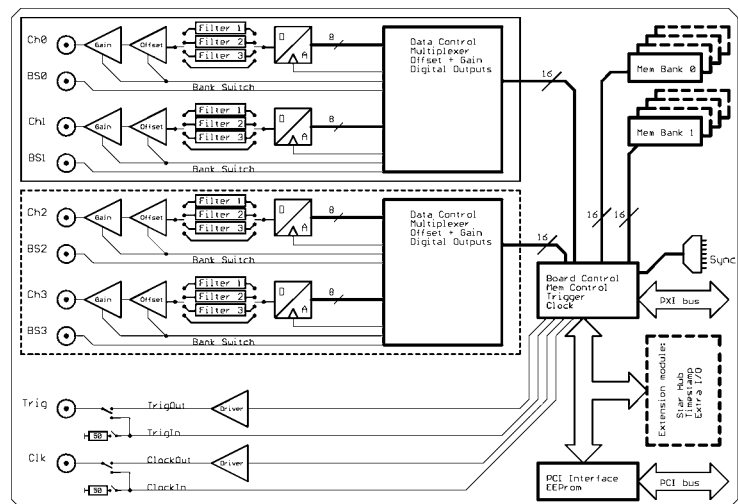 Ch0
Gain
Offset
Filter 1
Filter 2
Filter 3
D
A
8
Data Control
Multiplexer
Offset + Gain
Digital Outputs
BS0
Bank Switch
Ch1
Gain
Offset
Filter 1
Filter 2
Filter 3
D
A
8
BS1
Bank Switch
16
Mem Bank 0
Mem Bank 1
Ch2
Gain
Offset
Filter 1
Filter 2
Filter 3
D
A
8
Data Control
Multiplexer
Offset + Gain
Digital Outputs
BS2
Bank Switch
Ch3
Gain
Offset
Filter 1
Filter 2
Filter 3
D
A
8
BS3
Bank Switch
16
16
16
Sync
Board Control
Mem Control
Trigger
Clock
PXI bus
Extension module:
Star Hub
Timestamp
Extra I/O
Trig
TrigOut
Driver
50
TrigIn
Clk
ClockOut
Driver
50
ClockIn
PCI Interface
EEProm
PCI bus